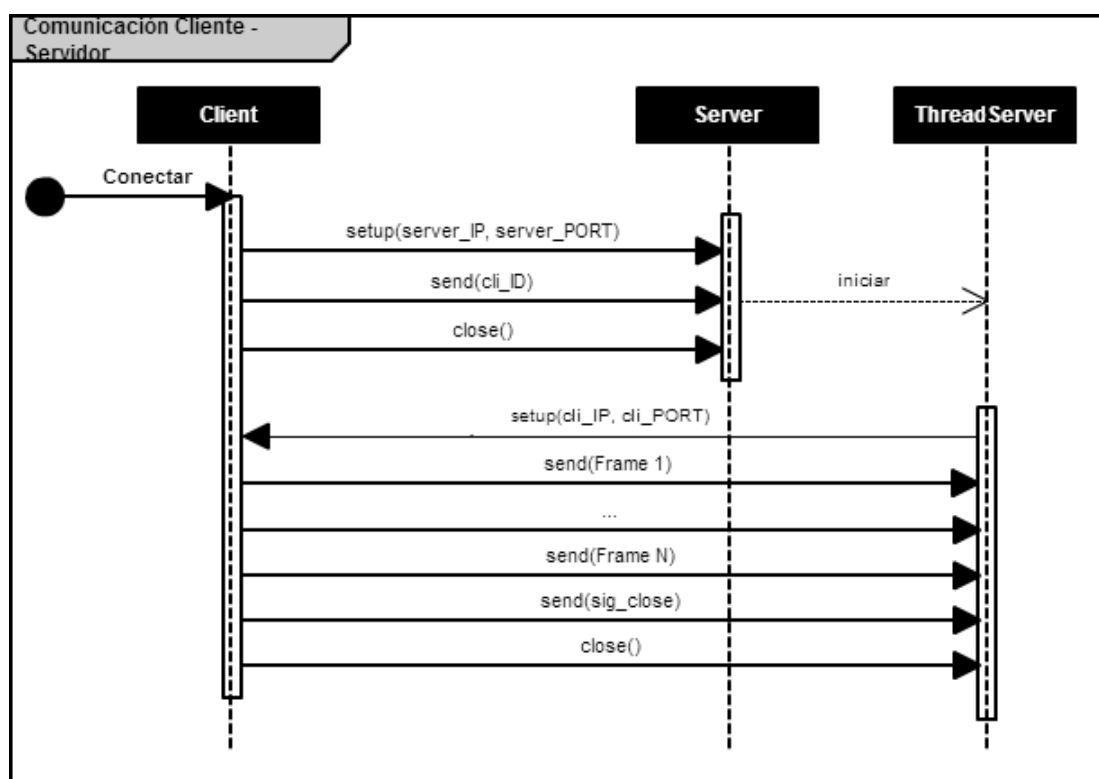 Comunicación Cliente -
Servidor
Client
Server
ThreadServer
Conectar
setup(server_IP, server_PORT)
send(cli_ID)
iniciar
close()
setup(cli_IP, cli_PORT)
send(Frame 1)
...
send(Frame N)
send(sig_close)
close()